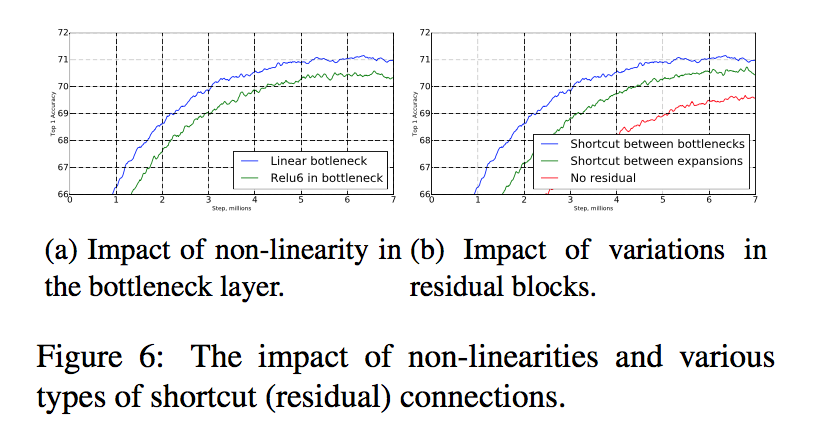 72
71
70
69
68
67
66
0
1
2
3
4
5
6
7
Top 1 Accuracy
Step, millions
Linear botleneck
Relu6 in bottleneck
72
71
70
69
68
67
66
0
1
2
3
4
5
6
7
Top 1 Accuracy
Step, millions
Shortcut between bottlenecks
Shortcut between expansions
No residual
(a) Impact of non-linearity in
the bottleneck layer.
(b) Impact of variations in
residual blocks.
Figure 6: The impact of non-linearities and various
types of shortcut (residual) connections.